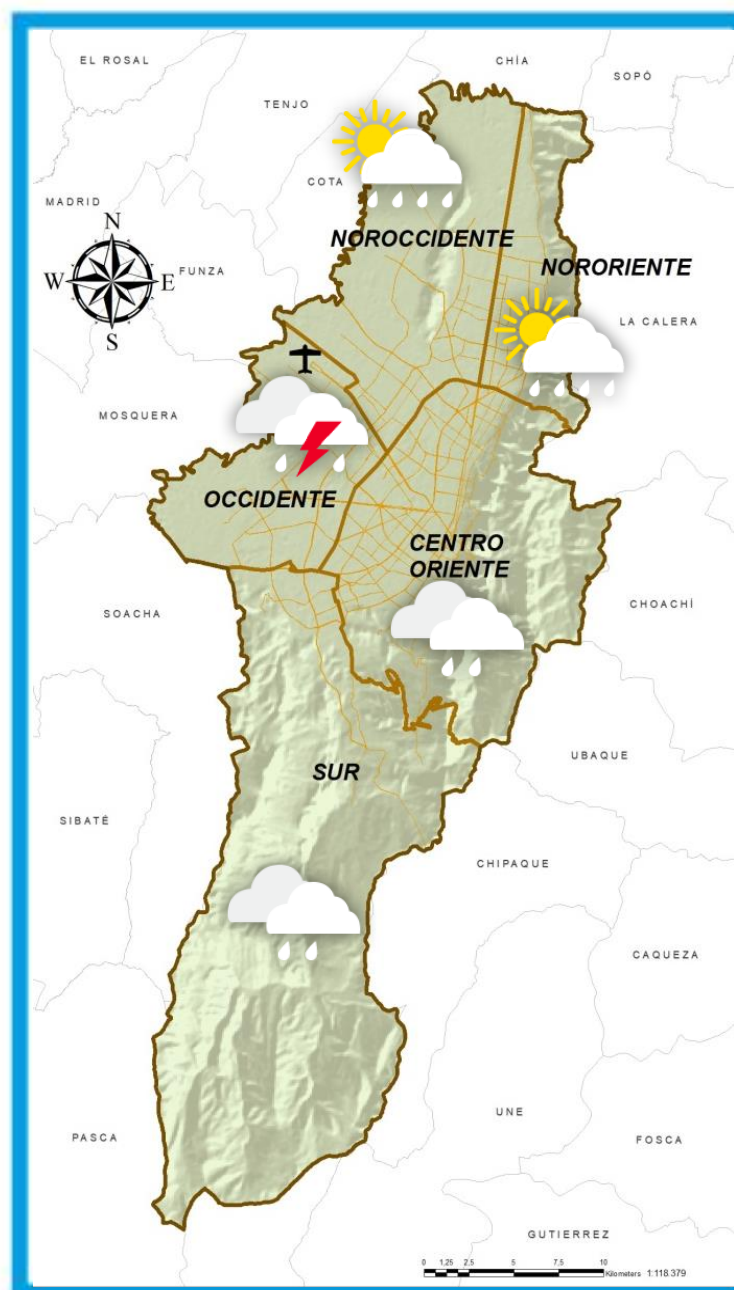 EL ROSAL
CHÍA
SOPÓ
TENJO
COTA
MADRID
N
NOROCCIDENTE
FUNZA
NORORIENTE
W
E
S
LA CALERA
MOSQUERA
OCCIDENTE
CENTRO
ORIENTE
SOACHA
CHOACHÍ
UBAQUE
SUR
SIBATÉ
CHIPAQUE
CAQUEZA
UNE
PASCA
FOSCA
GUTIERREZ
0 1,25 2,5 5 7,5 10
Kilometers 1:118.379